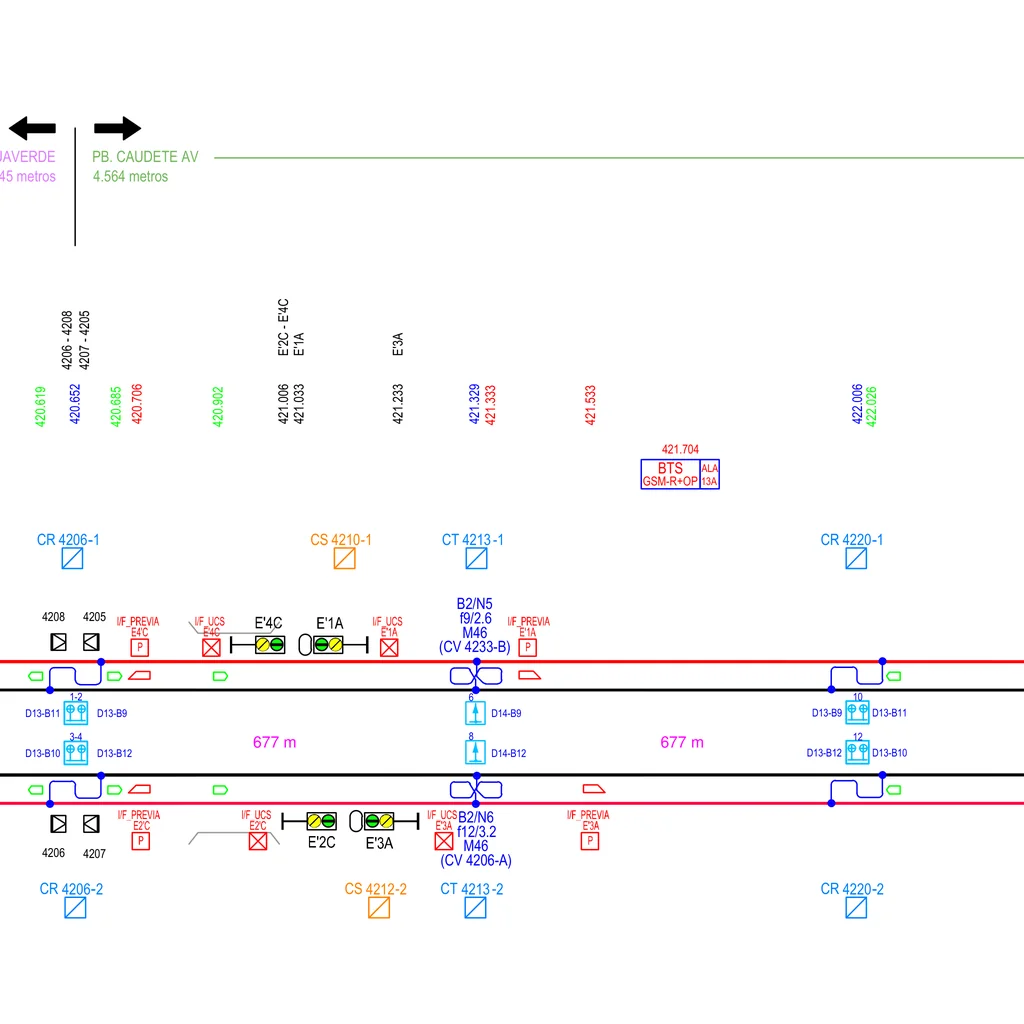 JAVERDE
45 metros
PB. CAUDETE AV
4.564 metros
4206 - 4208
4207 - 4205
E'2C - E'4C
E'1A
E'3A
420.619
420.652
420.685
420.706
420.902
421.006
421.033
421.233
421.329
421.333
421.533
422.006
422.026
421.704
BTS
GSM-R+OP
ALA
13A
CR 4206-1
CS 4210-1
CT 4213-1
CR 4220-1
4208
4205
I/F_PREVIA
E4'C
P
I/F_UCS
E'4C
E'4C
E'1A
I/F_UCS
E'1A
B2/N5
f9/2.6
M46
(CV 4233-B)
I/F_PREVIA
E'1A
P
1-2
D13-B11
D13-B9
3-4
D13-B10
D13-B12
677 m
6
D14-B9
8
D14-B12
677 m
10
D13-B9
D13-B11
12
D13-B12
D13-B10
4206
4207
I/F_PREVIA
E2'C
P
I/F_UCS
E2'C
E'2C
E'3A
I/F_UCS
E'3A
B2/N6
f12/3.2
M46
(CV 4206-A)
I/F_PREVIA
E'3A
P
CR 4206-2
CS 4212-2
CT 4213-2
CR 4220-2